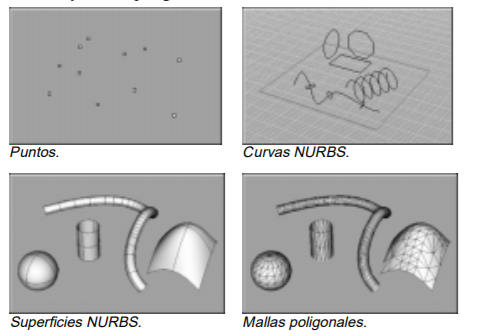 Puntos.
Curvas NURBS.
Superficies NURBS.
Mallas poligonales.